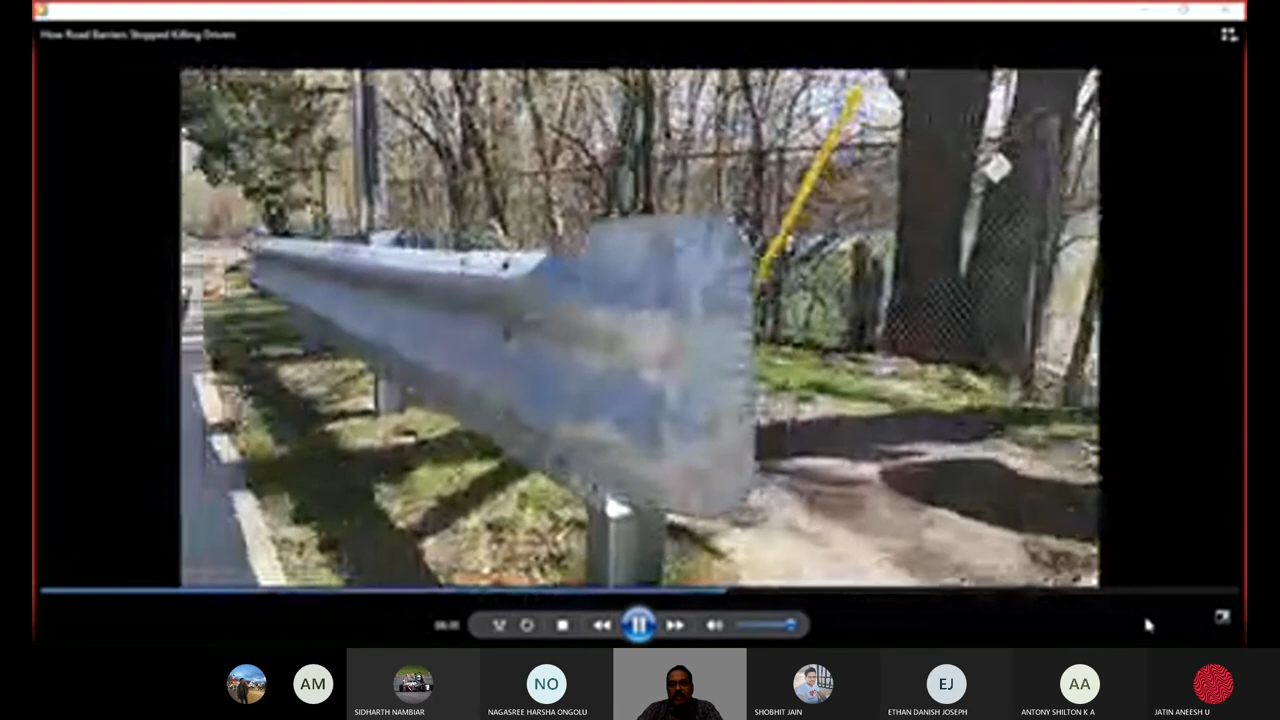 How Road Barriers Stopped Killing Drivers
AM
NO
EJ
AA
SIDHARTH NAMBIAR
NAGASREE HARSHA ONGOLU
SHOBHIT JAIN
ETHAN DANISH JOSEPH
ANTONY SHILTON K A
JATIN ANEESH U